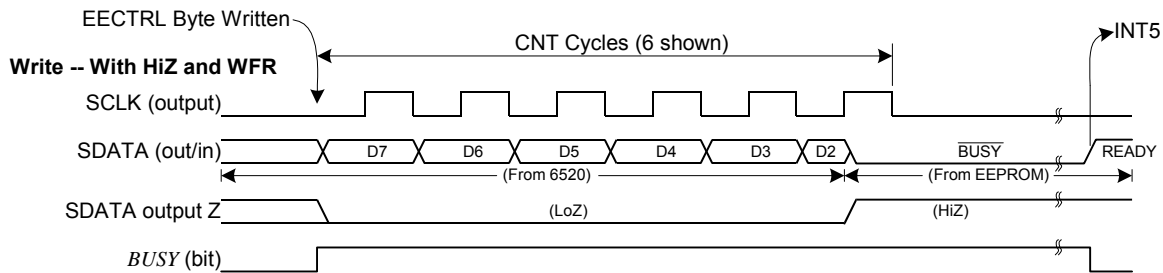 EECTRL Byte Written
INT5
CNT Cycles (6 shown)
Write -- With HiZ and WFR
SCLK (output)
SDATA (out/in) D7 D6 D5 D4 D3 D2 BUSY READY
(From 6520) (From EEPROM)
SDATA output Z (LoZ) (HiZ)
BUSY (bit)